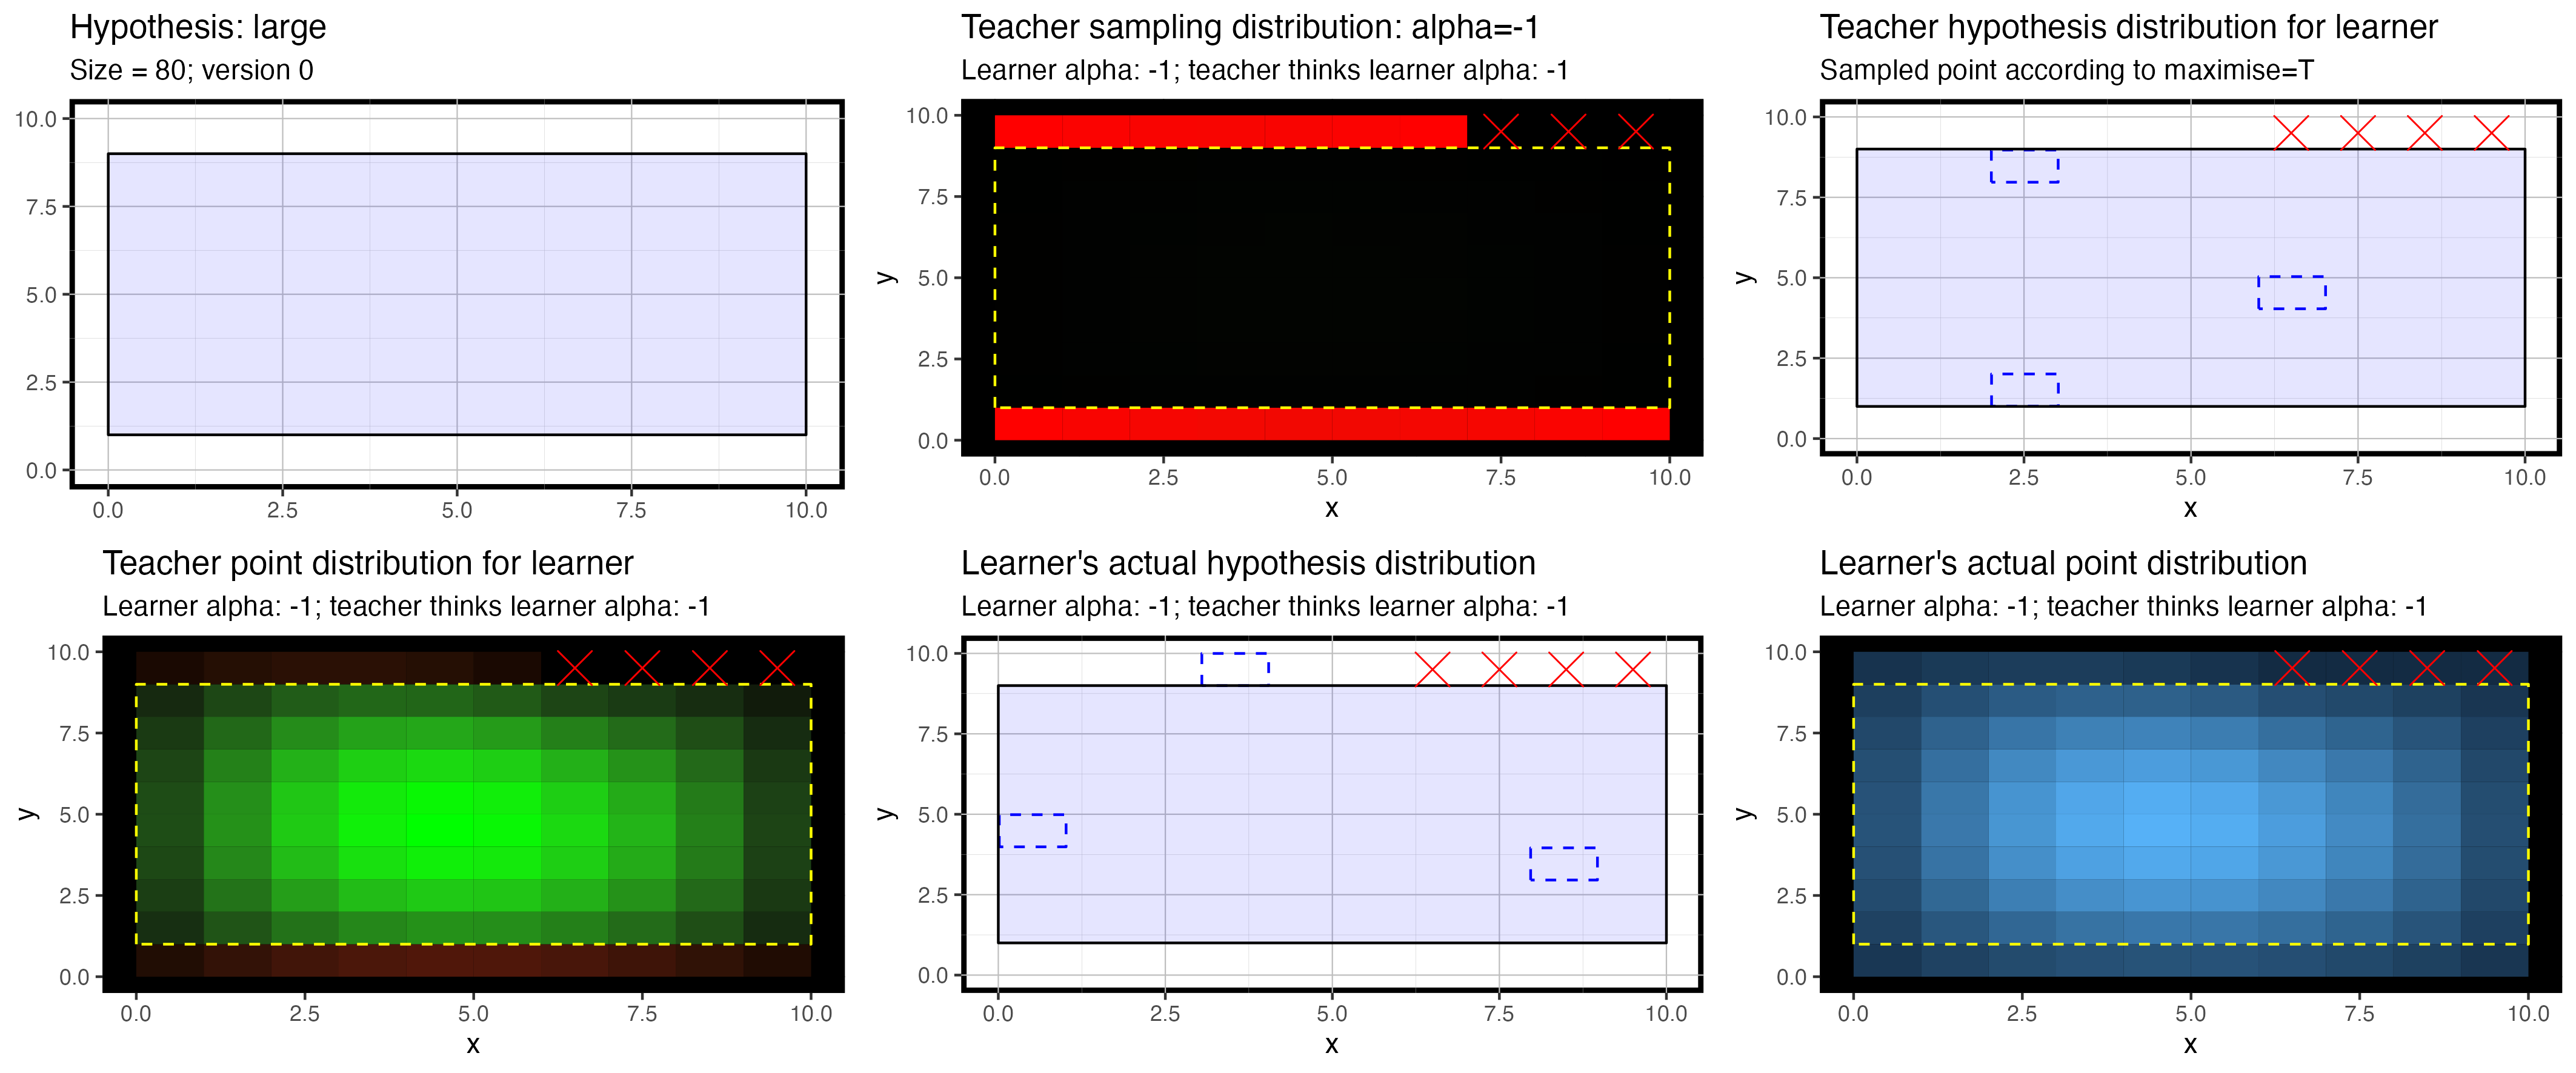 Hypothesis: large
Size = 80; version 0
10.0
7.5
5.0
2.5
0.0
0.0 2.5 5.0 7.5 10.0
Teacher sampling distribution: alpha=-1
Learner alpha: -1; teacher thinks learner alpha: -1
10.0
7.5
5.0
2.5
0.0
y
0.0 2.5 5.0 7.5 10.0
x
Teacher hypothesis distribution for learner
Sampled point according to maximise=T
10.0
7.5
5.0
2.5
0.0
y
0.0 2.5 5.0 7.5 10.0
x
Teacher point distribution for learner
Learner alpha: -1; teacher thinks learner alpha: -1
10.0
7.5
5.0
2.5
0.0
y
0.0 2.5 5.0 7.5 10.0
x
Learner's actual hypothesis distribution
Learner alpha: -1; teacher thinks learner alpha: -1
10.0
7.5
5.0
2.5
0.0
y
0.0 2.5 5.0 7.5 10.0
x
Learner's actual point distribution
Learner alpha: -1; teacher thinks learner alpha: -1
10.0
7.5
5.0
2.5
0.0
y
0.0 2.5 5.0 7.5 10.0
x